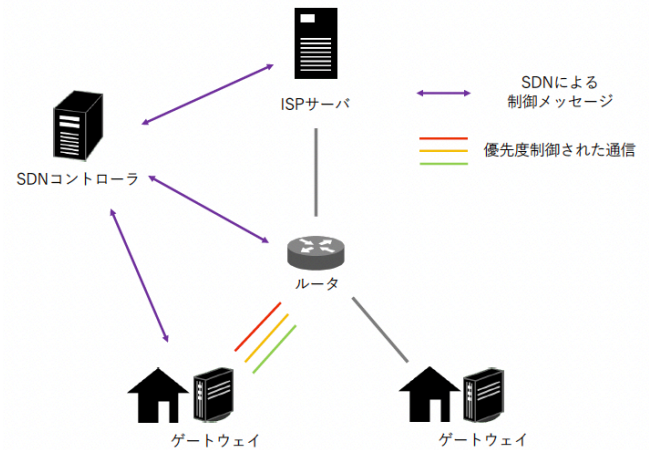 ISPサーバ
SDNによる
制御メッセージ
優先度制御された通信
SDNコントローラ
ルータ
ゲートウェイ
ゲートウェイ